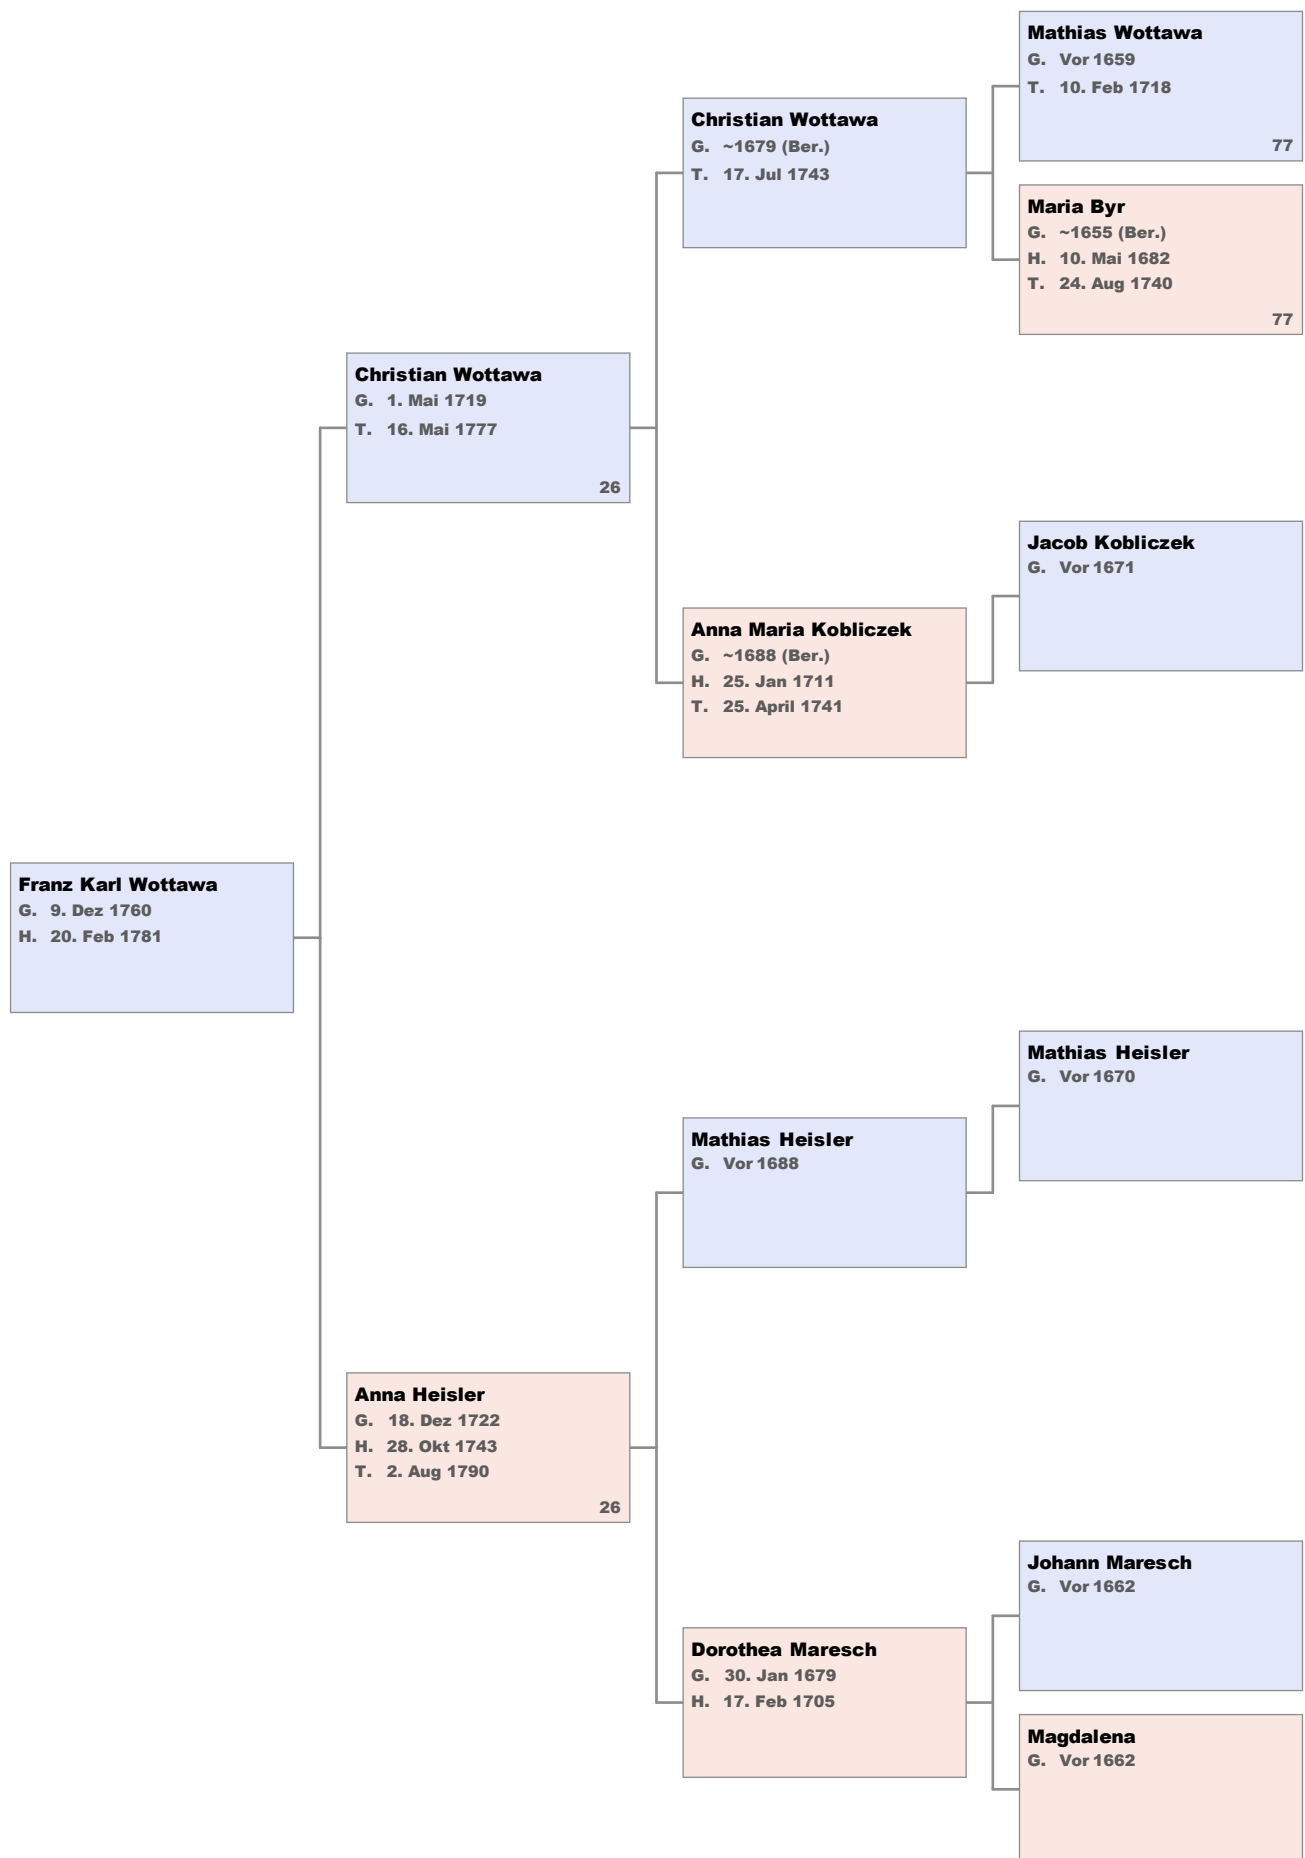 Mathias Wottawa
G. Vor 1659
T. 10. Feb 1718
77
Christian Wottawa
G. ~1679 (Ber.)
T. 17. Jul 1743
Maria Byr
G. ~1655 (Ber.)
H. 10. Mai 1682
T. 24. Aug 1740
77
Christian Wottawa
G. 1. Mai 1719
T. 16. Mai 1777
26
Jacob Kobliczek
G. Vor 1671
Anna Maria Kobliczek
G. ~1688 (Ber.)
H. 25. Jan 1711
T. 25. April 1741
Franz Karl Wottawa
G. 9. Dez 1760
H. 20. Feb 1781
Mathias Heisler
G. Vor 1670
Mathias Heisler
G. Vor 1688
Anna Heisler
G. 18. Dez 1722
H. 28. Okt 1743
T. 2. Aug 1790
26
Johann Maresch
G. Vor 1662
Dorothea Maresch
G. 30. Jan 1679
H. 17. Feb 1705
Magdalena
G. Vor 1662